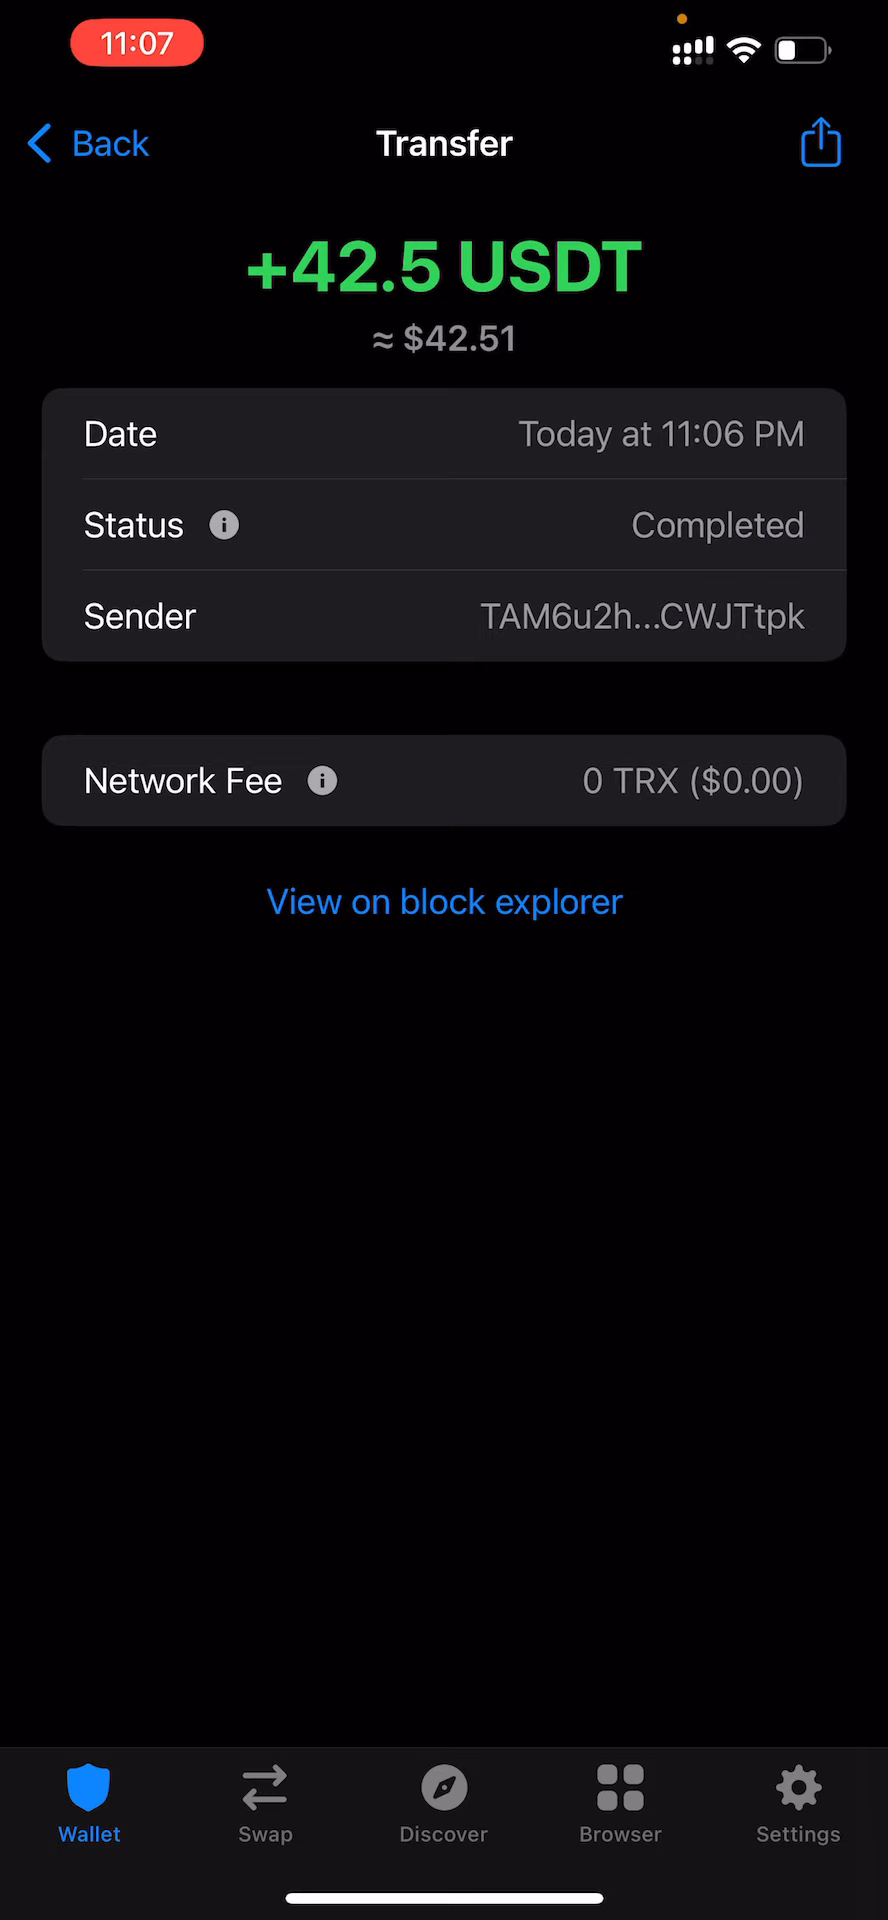 11:07
Back
Transfer
+42.5 USDT
≈ $42.51
Date Today at 11:06 PM
Status Completed
Sender TAM6u2h...CWJTtpk
Network Fee 0 TRX ($0.00)
View on block explorer
Wallet Swap Discover Browser Settings